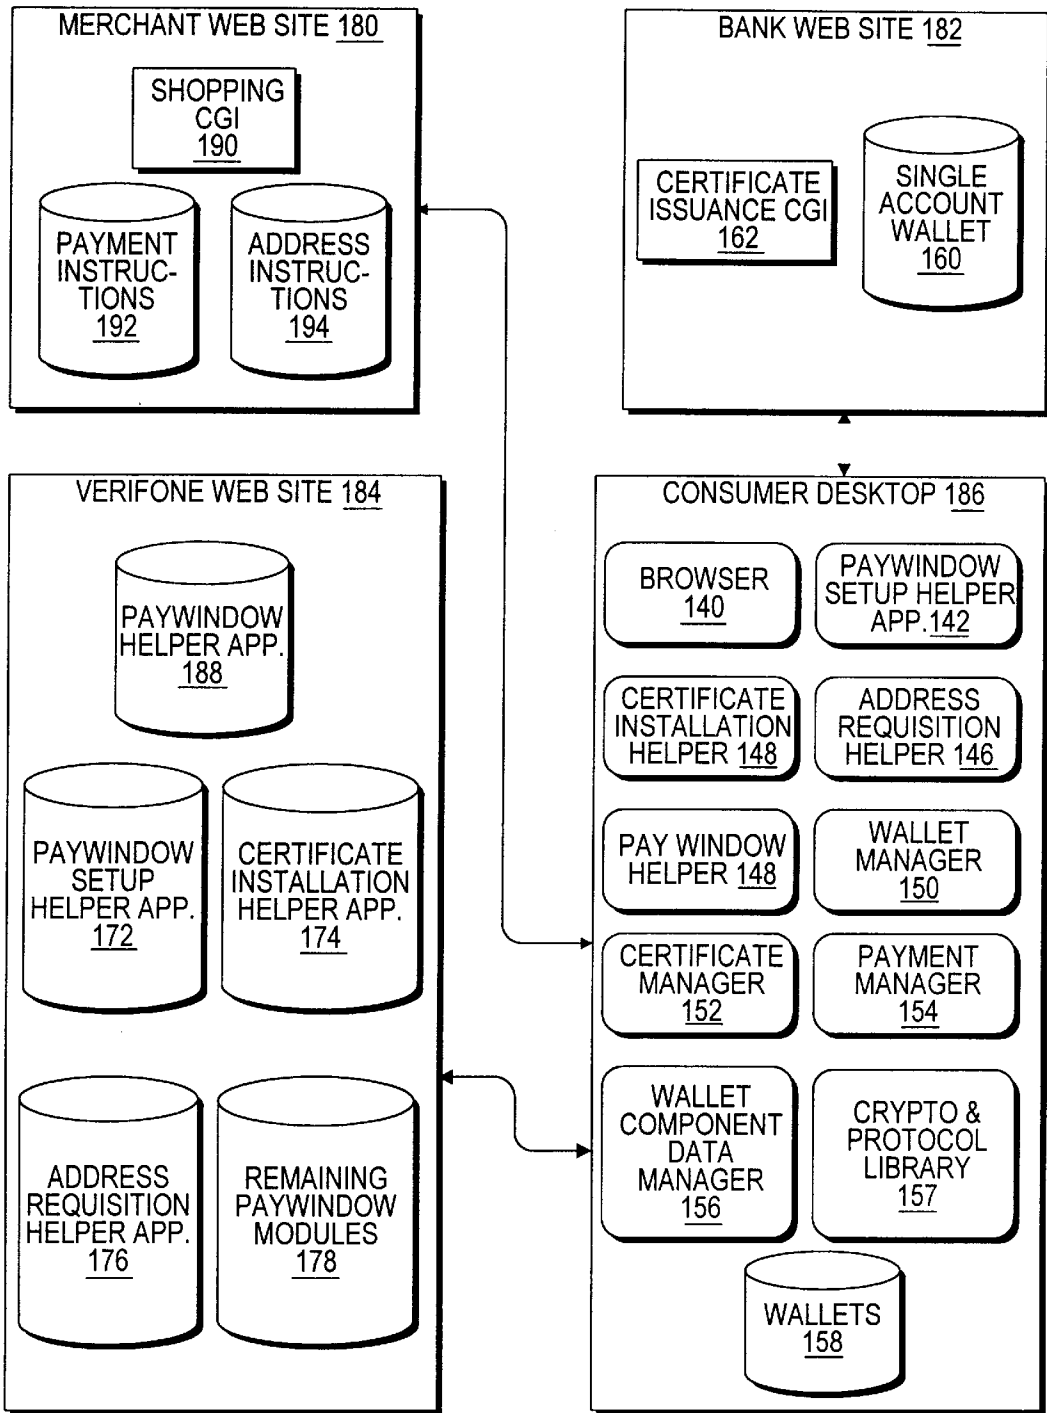 MERCHANT WEB SITE 180
SHOPPING
CGI
190
PAYMENT
INSTRUC-
TIONS
192
ADDRESS
INSTRUC-
TIONS
194
BANK WEB SITE 182
CERTIFICATE
ISSUANCE CGI
162
SINGLE
ACCOUNT
WALLET
160
VERIFONE WEB SITE 184
PAYWINDOW
HELPER APP.
188
PAYWINDOW
SETUP
HELPER APP.
172
CERTIFICATE
INSTALLATION
HELPER APP.
174
ADDRESS
REQUISITION
HELPER APP.
176
REMAINING
PAYWINDOW
MODULES
178
CONSUMER DESKTOP 186
BROWSER
140
PAYWINDOW
SETUP HELPER
APP.142
CERTIFICATE
INSTALLATION
HELPER 148
ADDRESS
REQUISITION
HELPER 146
PAY WINDOW
HELPER 148
WALLET
MANAGER
150
CERTIFICATE
MANAGER
152
PAYMENT
MANAGER
154
WALLET
COMPONENT
DATA
MANAGER
156
CRYPTO &
PROTOCOL
LIBRARY
157
WALLETS
158